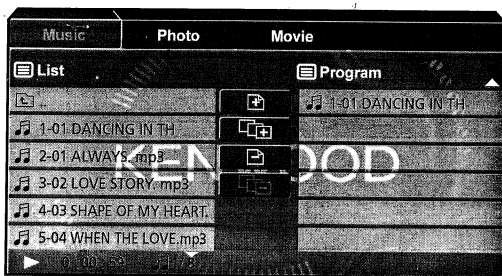 Music Photo Movie
List
Program
..
1-01 DANCING IN TH
1-01 DANCING IN TH
2-01 ALWAYS. mp3
3-02 LOVE STORY. mp3
4-03 SHAPE OF MY HEART.
5-04 WHEN THE LOVE.mp3
KENWOOD